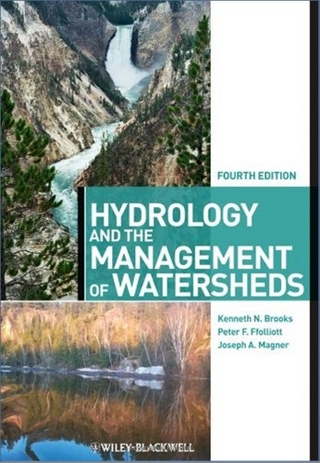 FOURTH EDITION
HYDROLOGY
AND THE
MANAGEMENT
OF WATERSHEDS
Kenneth N. Brooks
Peter F. Ffolliott
Joseph A. Magner
WILEY-BLACKWELL